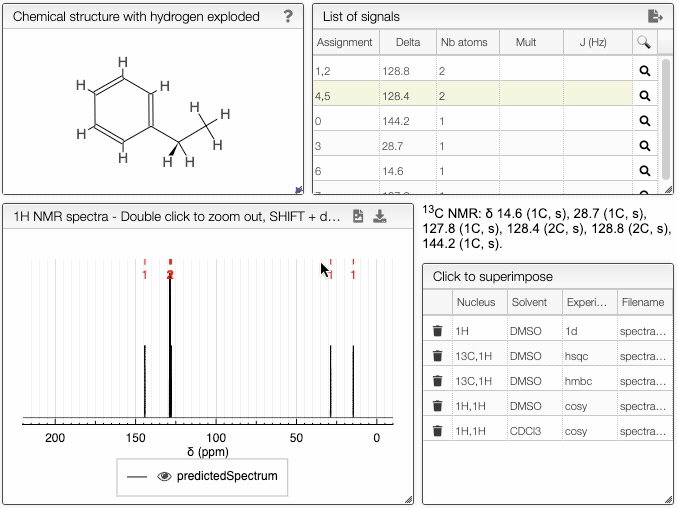 Chemical structure with hydrogen exploded ?
H
H
H
H
H
H
H
H
H
H
List of signals
Assignment Delta Nb atoms Mult J (Hz)
1,2 128.8 2
4,5 128.4 2
0 144.2 1
3 28.7 1
6 14.6 1
1H NMR spectra - Double click to zoom out, SHIFT + d...
1 2 1 1
200 150 100 50 0
δ (ppm)
predictedSpectrum
13C NMR: δ 14.6 (1C, s), 28.7 (1C, s),
127.8 (1C, s), 128.4 (2C, s), 128.8 (2C, s),
144.2 (1C, s).
Click to superimpose
Nucleus Solvent Experi... Filename
1H DMSO 1d spectra...
13C,1H DMSO hsqc spectra...
13C,1H DMSO hmbc spectra...
1H,1H DMSO cosy spectra...
1H,1H CDCl3 cosy spectra...